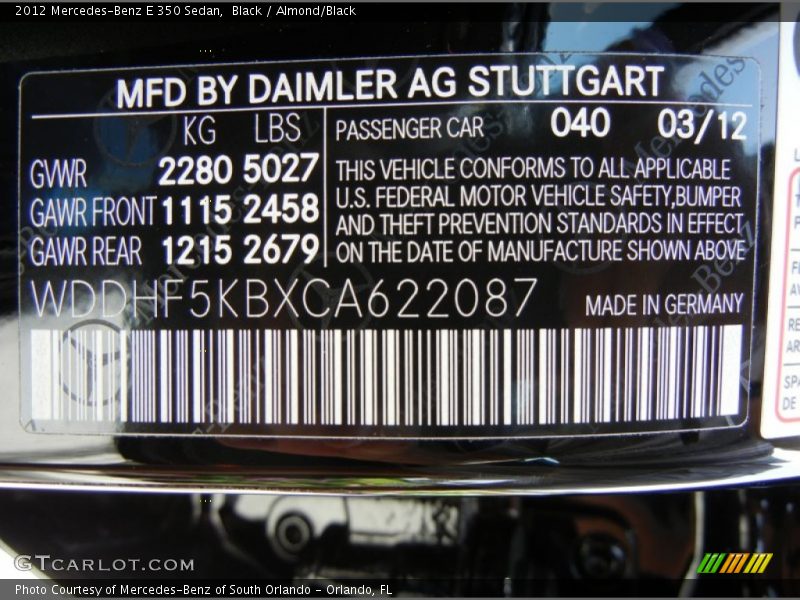 2012 Mercedes-Benz E 350 Sedan, Black / Almond/Black
MFD BY DAIMLER AG STUTTGART
KG LBS PASSENGER CAR 040 03/12
GWR 2280 5027
GAWR FRONT 1115 2458
GAWR REAR 1215 2679
THIS VEHICLE CONFORMS TO ALL APPLICABLE
U.S. FEDERAL MOTOR VEHICLE SAFETY,BUMPER
AND THEFT PREVENTION STANDARDS IN EFFECT
ON THE DATE OF MANUFACTURE SHOWN ABOVE
WDDHF5KBXCA622087 MADE IN GERMANY
GTCARLOT.COM
Photo Courtesy of Mercedes-Benz of South Orlando - Orlando, FL